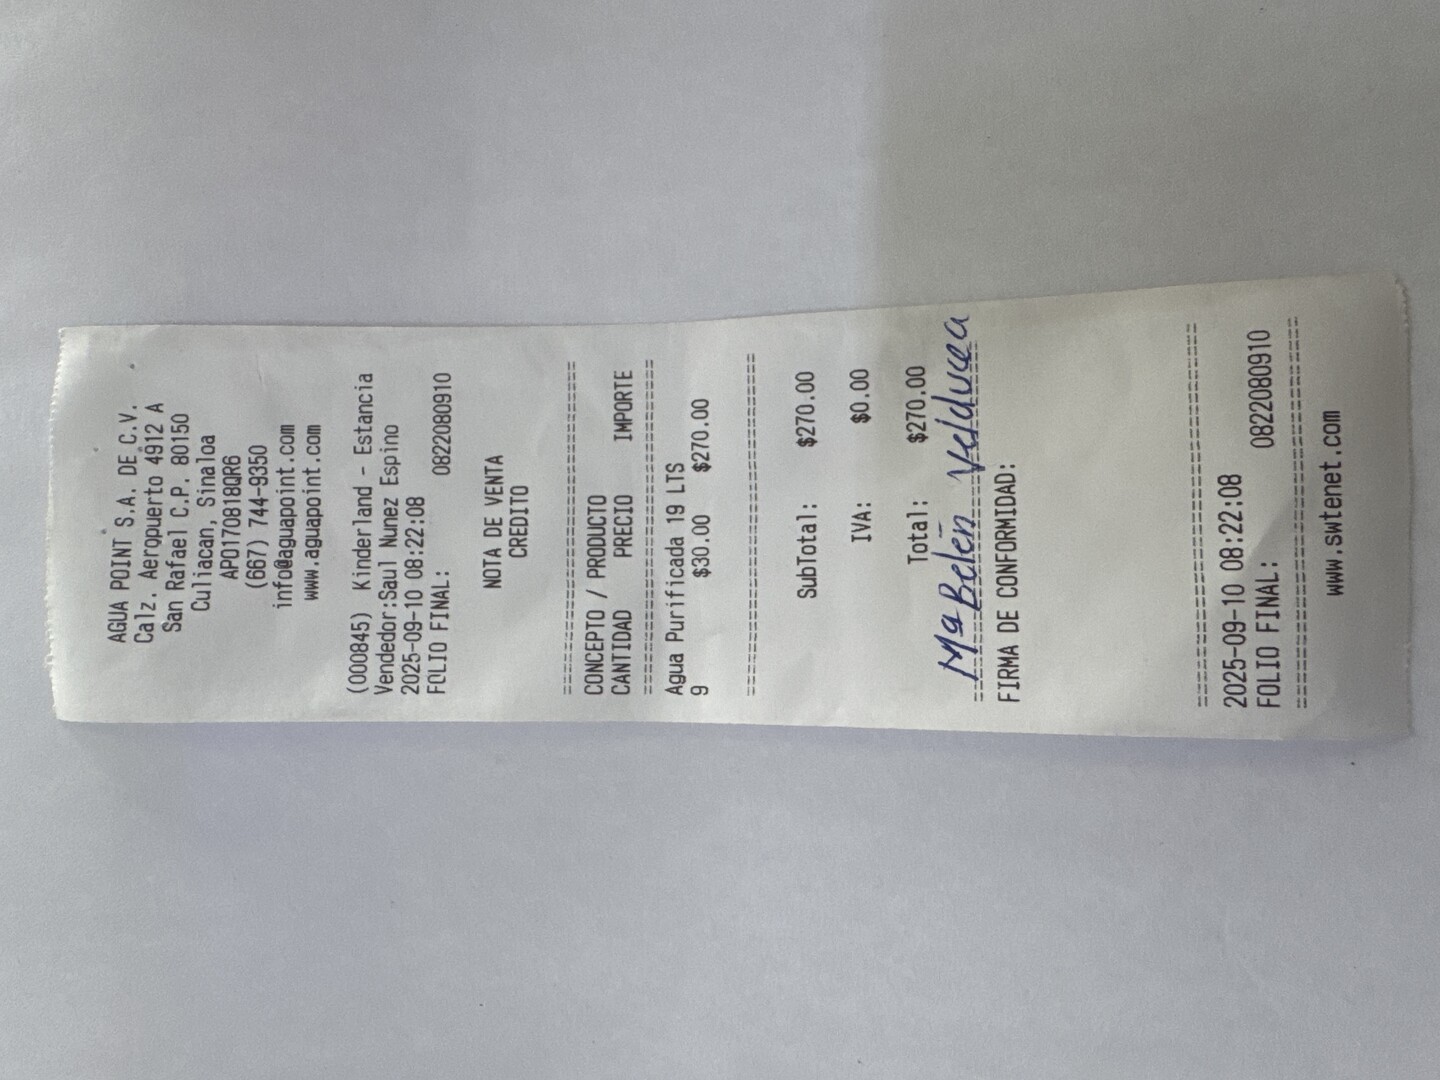 AGUA POINT S.A. DE C.V.
Calz. Aeropuerto 4912 A
San Rafael C.P. 80150
Culiacan, Sinaloa
APO170818QR6
(667) 744-9350
info@aguapoint.com
www.aguapoint.com
(000845) Kinderland - Estancia
Vendedor:Saul Nunez Espino
2025-09-10 08:22:08
FOLIO FINAL: 0822080910
NOTA DE VENTA
CREDITO
==============================
CONCEPTO / PRODUCTO
CANTIDAD PRECIO IMPORTE
==============================
Agua Purificada 19 LTS
9 $30.00 $270.00
==============================
SubTotal: $270.00
IVA: $0.00
Total: $270.00
Ma Belén
==============================
FIRMA DE CONFORMIDAD:
==============================
2025-09-10 08:22:08
FOLIO FINAL: 0822080910
==============================
www.swtenet.com